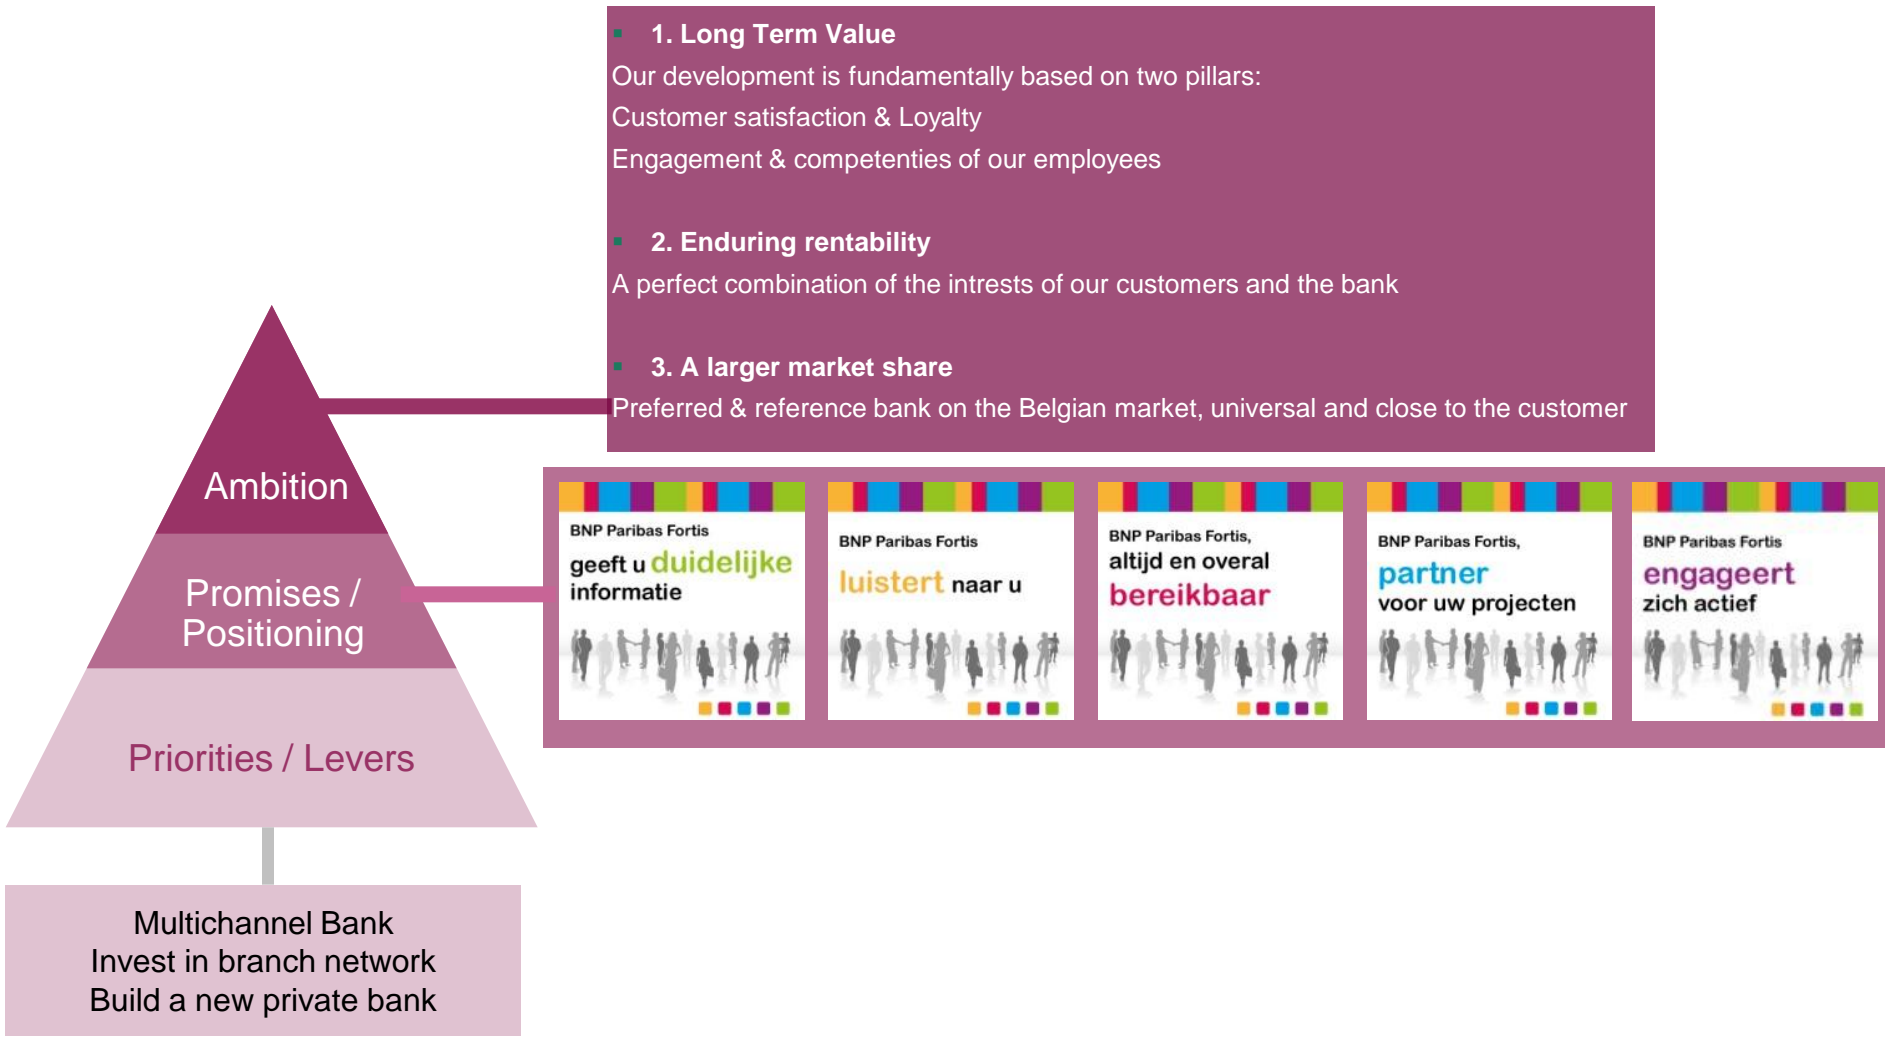 1. Long Term Value
Our development is fundamentally based on two pillars:
Customer satisfaction & Loyalty
Engagement & competenties of our employees
2. Enduring rentability
A perfect combination of the intrests of our customers and the bank
3. A larger market share
Preferred & reference bank on the Belgian market, universal and close to the customer
Ambition
Promises /
Positioning
Priorities / Levers
BNP Paribas Fortis
geeft u duidelijke
informatie
BNP Paribas Fortis
luistert naar u
BNP Paribas Fortis,
altijd en overal
bereikbaar
BNP Paribas Fortis,
partner
voor uw projecten
BNP Paribas Fortis
engageert
zich actief
Multichannel Bank
Invest in branch network
Build a new private bank